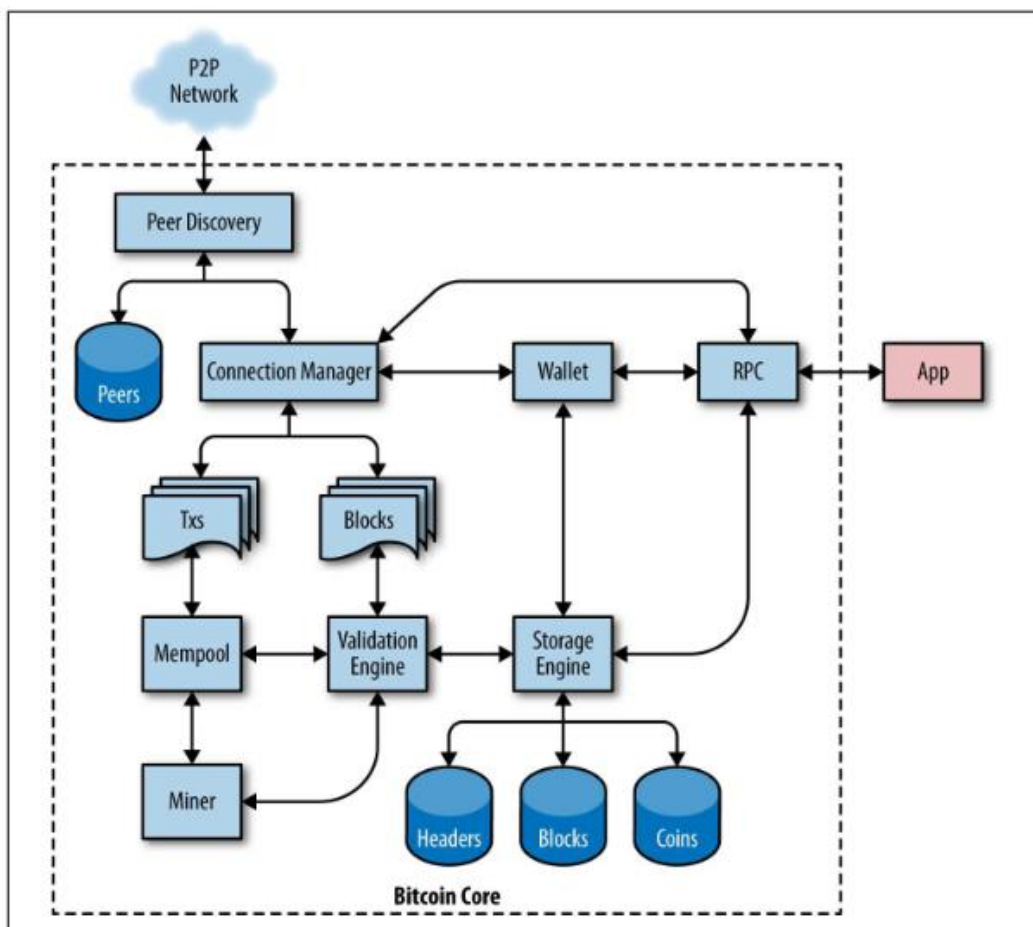 P2P
Network
Peer Discovery
Peers
Connection Manager
Wallet
RPC
App
Txs
Blocks
Mempool
Validation
Engine
Storage
Engine
Miner
Headers
Blocks
Coins
Bitcoin Core